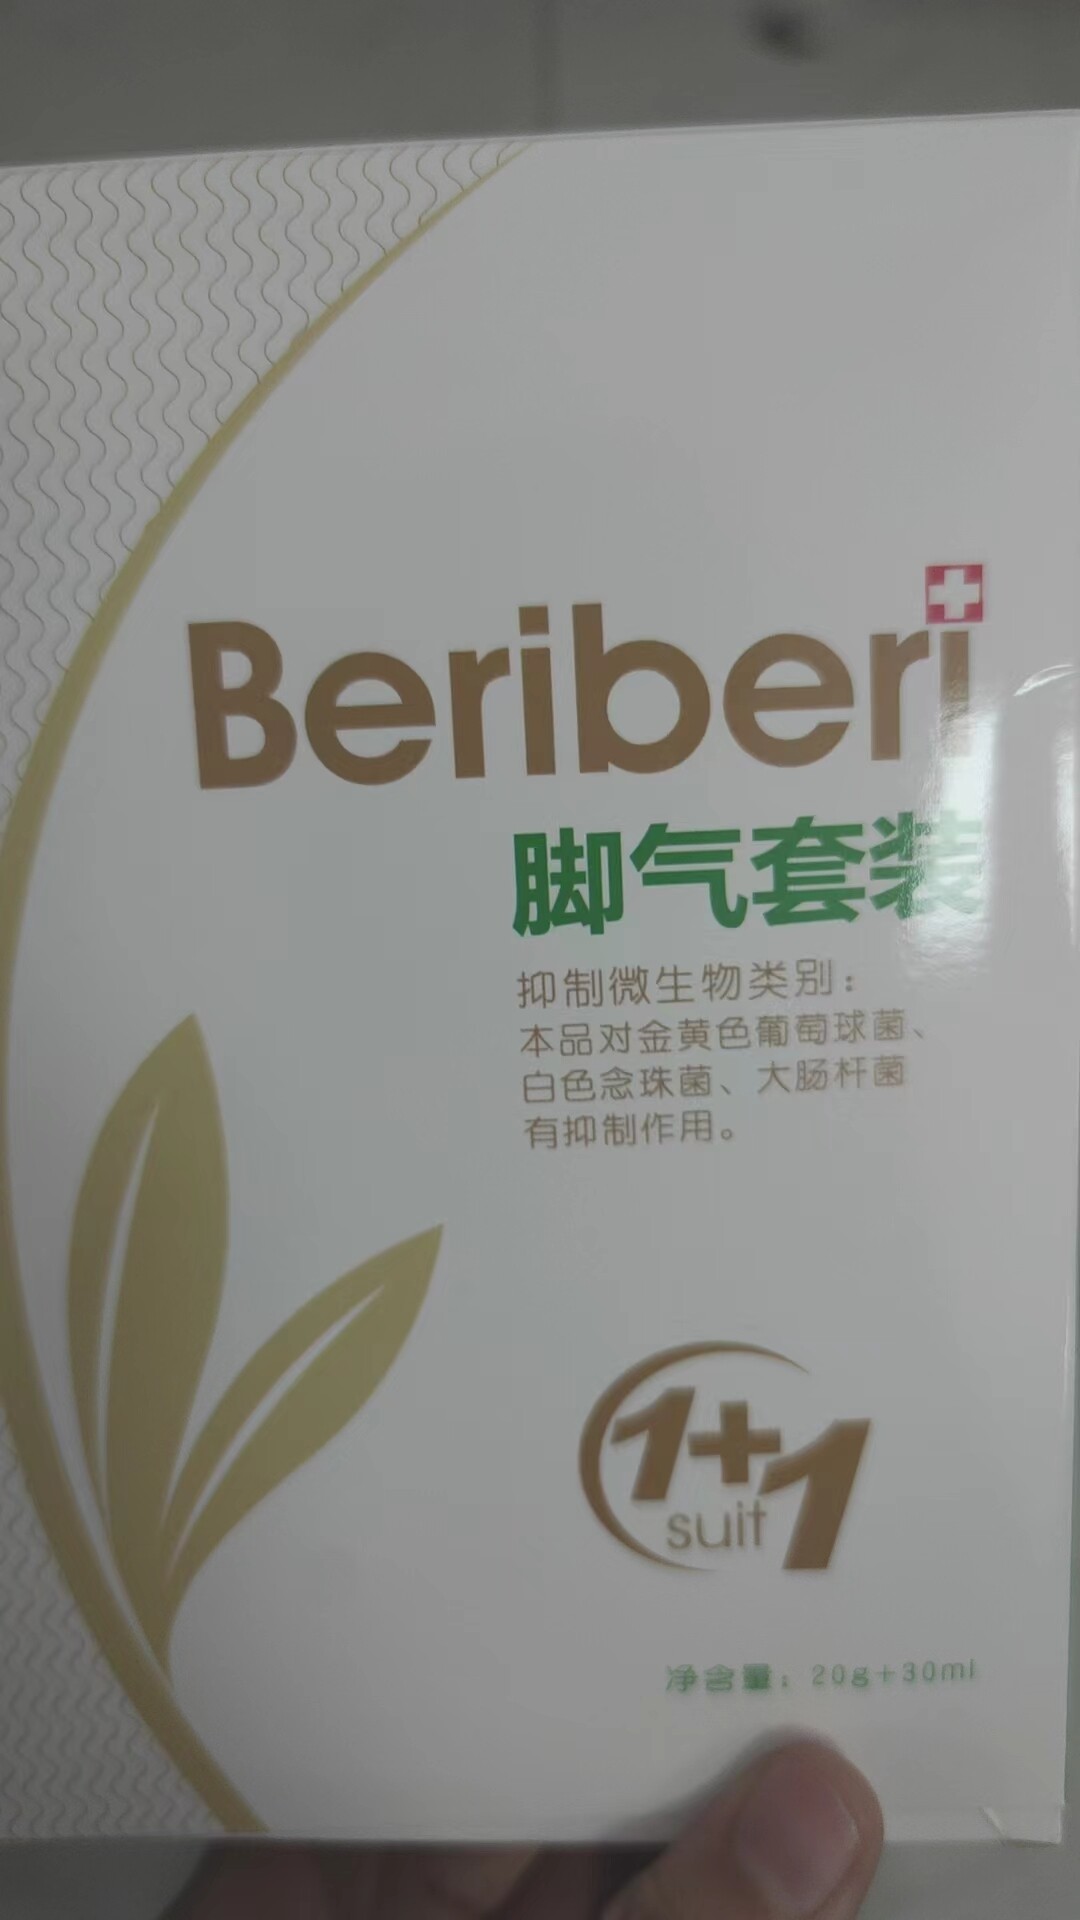 Beriberi
脚气套装
抑制微生物类别：
本品对金黄色葡萄球菌、
白色念珠菌、大肠杆菌
有抑制作用。
1+1
suit
净含量：20g+30ml